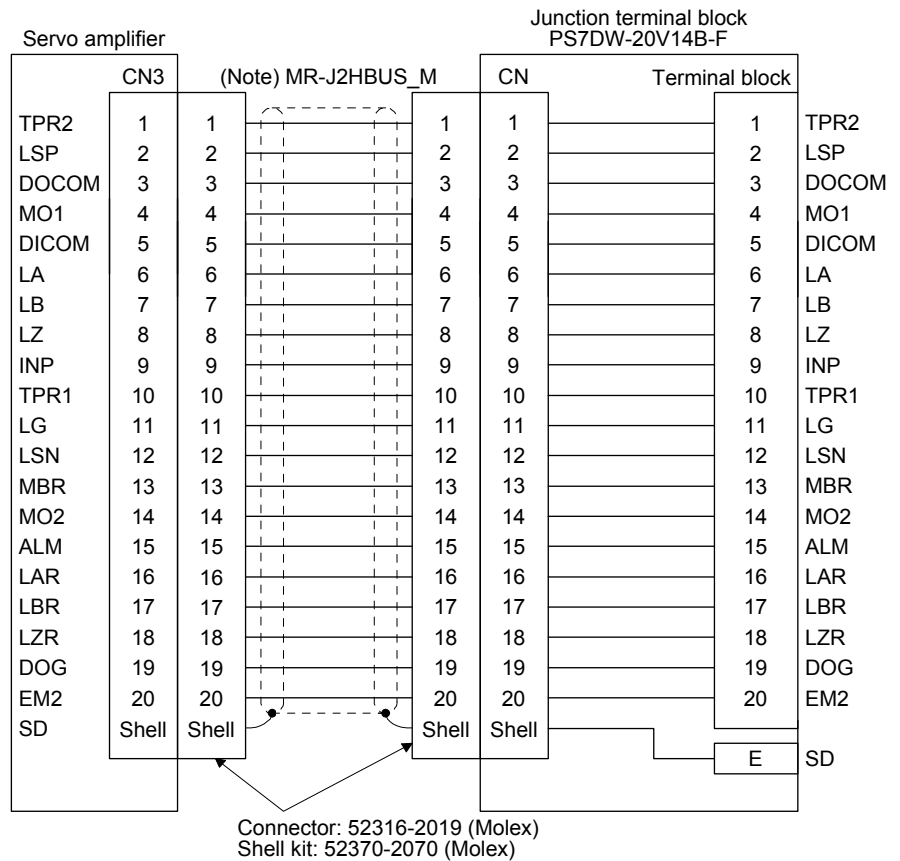 Junction terminal block
Servo amplifier PS7DW-20V14B-F
CN3 (Note) MR-J2HBUS_M CN Terminal block
TPR2 1 1 1 1 1 TPR2
LSP 2 2 2 2 2 LSP
DOCOM 3 3 3 3 3 DOCOM
MO1 4 4 4 4 4 MO1
DICOM 5 5 5 5 5 DICOM
LA 6 6 6 6 6 LA
LB 7 7 7 7 7 LB
LZ 8 8 8 8 8 LZ
INP 9 9 9 9 9 INP
TPR1 10 10 10 10 10 TPR1
LG 11 11 11 11 11 LG
LSN 12 12 12 12 12 LSN
MBR 13 13 13 13 13 MBR
MO2 14 14 14 14 14 MO2
ALM 15 15 15 15 15 ALM
LAR 16 16 16 16 16 LAR
LBR 17 17 17 17 17 LBR
LZR 18 18 18 18 18 LZR
DOG 19 19 19 19 19 DOG
EM2 20 20 20 20 20 EM2
SD Shell Shell Shell Shell
E SD
Connector: 52316-2019 (Molex)
Shell kit: 52370-2070 (Molex)